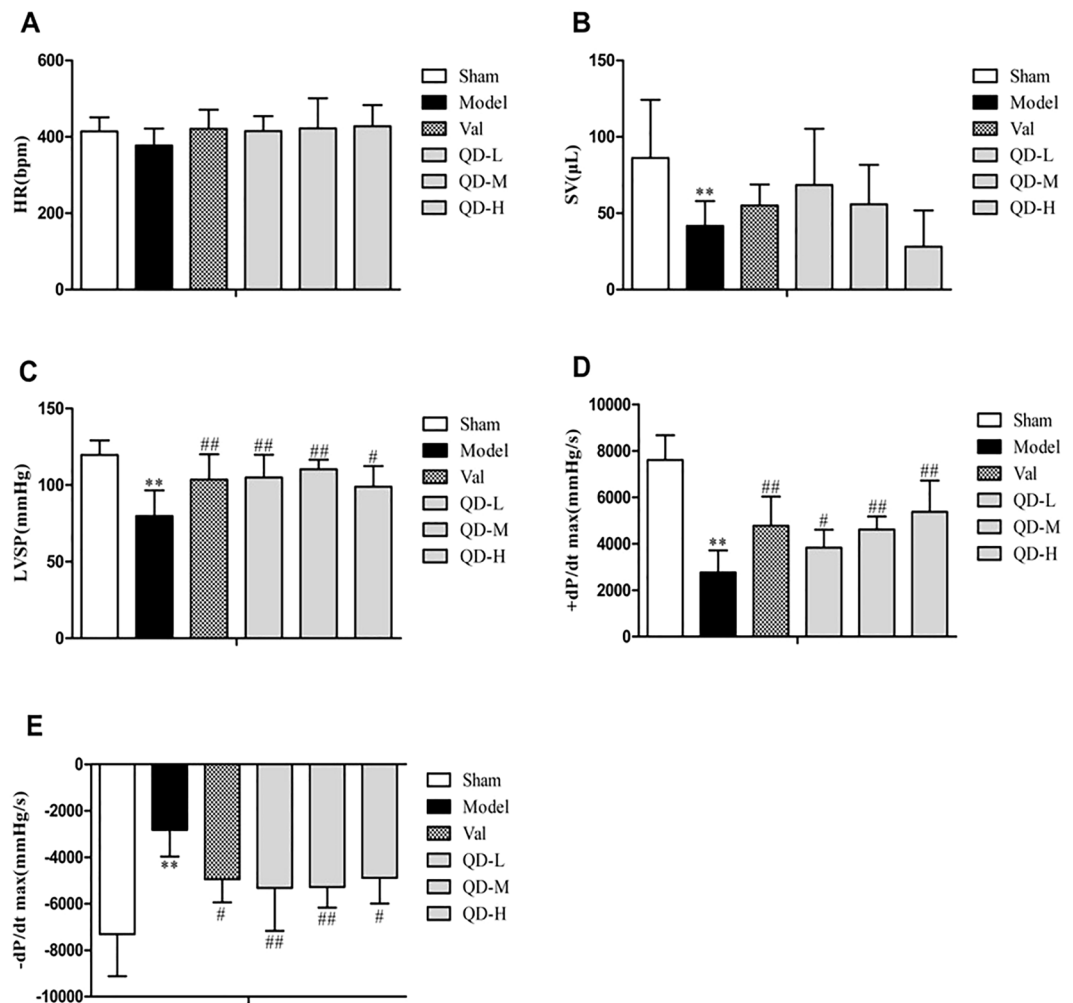 A
HR(bpm)
600
400
200
0
Sham
Model
Val
QD-L
QD-M
QD-H
B
SV(μL)
150
100
50
0
**
Sham
Model
Val
QD-L
QD-M
QD-H
C
LVSP(mmHg)
150
100
50
0
** ## ## ## #
Sham
Model
Val
QD-L
QD-M
QD-H
D
+dP/dt max(mmHg/s)
10000
8000
6000
4000
2000
0
** ## # ## ##
Sham
Model
Val
QD-L
QD-M
QD-H
E
-dP/dt max(mmHg/s)
0
-2000
-4000
-6000
-8000
-10000
** # ## ## #
Sham
Model
Val
QD-L
QD-M
QD-H